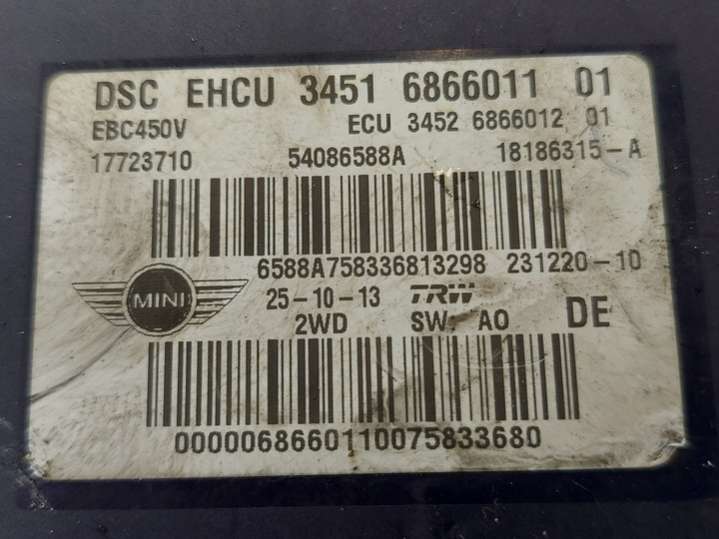 DSC EHCU 3451 6866011 01
EBC450V ECU 3452 6866012 01
17723710 54086588A 18186315-A
6588A758336813298 231220-10
MINI 25-10-13 TRW DE
2WD SW: A0
0000068660110075833680